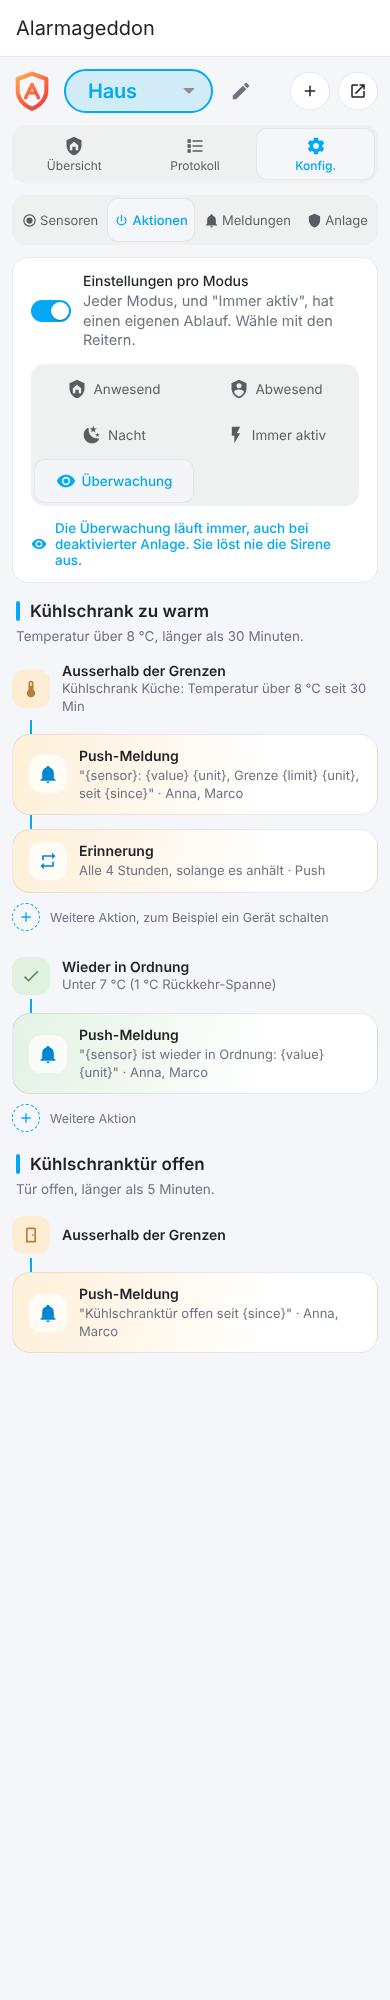 Alarmageddon
Haus
Übersicht
Protokoll
Konfig.
Sensoren
Aktionen
Meldungen
Anlage
Einstellungen pro Modus
Jeder Modus, und "Immer aktiv", hat
einen eigenen Ablauf. Wähle mit den
Reitern.
Anwesend
Abwesend
Nacht
Immer aktiv
Überwachung
Die Überwachung läuft immer, auch bei
deaktivierter Anlage. Sie löst nie die Sirene
aus.
Kühlschrank zu warm
Temperatur über 8 °C, länger als 30 Minuten.
Ausserhalb der Grenzen
Kühlschrank Küche: Temperatur über 8 °C seit 30
Min
Push-Meldung
"{sensor}: {value} {unit}, Grenze {limit} {unit},
seit {since}" · Anna, Marco
Erinnerung
Alle 4 Stunden, solange es anhält · Push
Weitere Aktion, zum Beispiel ein Gerät schalten
Wieder in Ordnung
Unter 7 °C (1 °C Rückkehr-Spanne)
Push-Meldung
"{sensor} ist wieder in Ordnung: {value}
{unit}" · Anna, Marco
Weitere Aktion
Kühlschranktür offen
Tür offen, länger als 5 Minuten.
Ausserhalb der Grenzen
Push-Meldung
"Kühlschranktür offen seit {since}" · Anna,
Marco